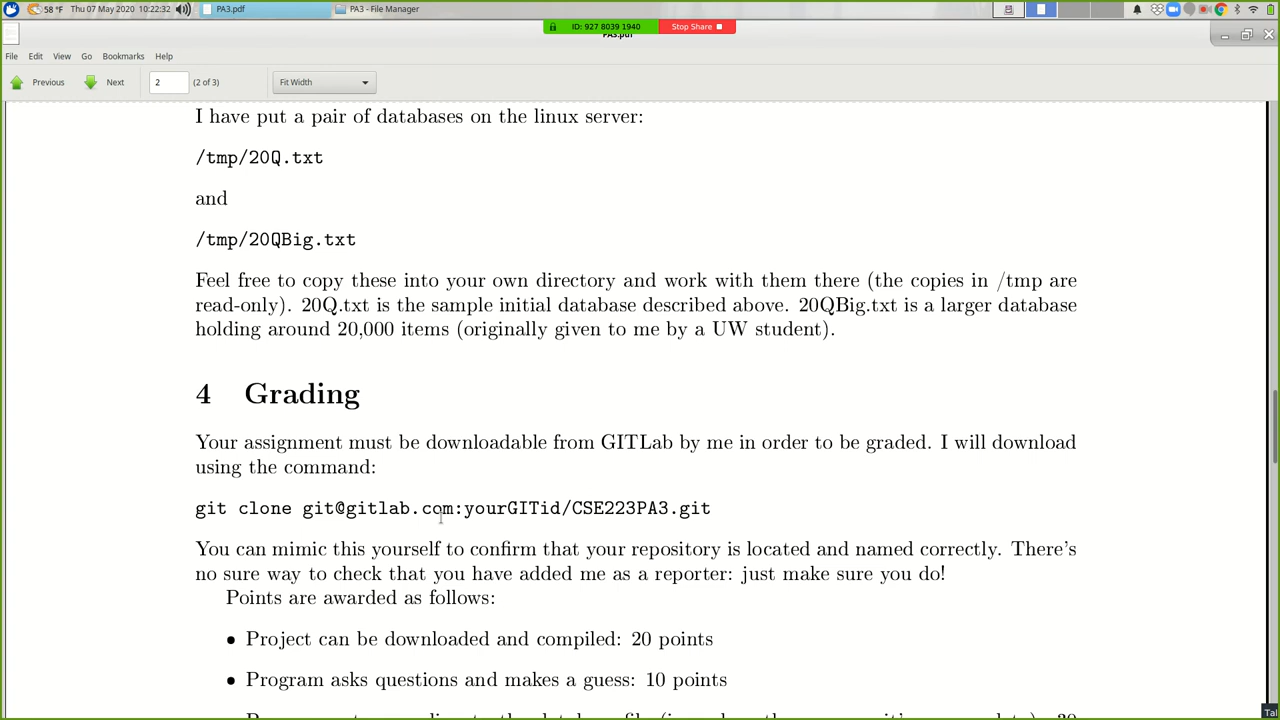 58 °F Thu 07 May 2020 10:22:32 PA3.pdf PA3 - File Manager
ID: 927 8039 1940 Stop Share
PA3.pdf
File Edit View Go Bookmarks Help
Previous Next 2 (2 of 3) Fit Width
I have put a pair of databases on the linux server:
/tmp/20Q.txt
and
/tmp/20QBig.txt
Feel free to copy these into your own directory and work with them there (the copies in /tmp are
read-only). 20Q.txt is the sample initial database described above. 20QBig.txt is a larger database
holding around 20,000 items (originally given to me by a UW student).
4 Grading
Your assignment must be downloadable from GITLab by me in order to be graded. I will download
using the command:
git clone git@gitlab.com:yourGITid/CSE223PA3.git
You can mimic this yourself to confirm that your repository is located and named correctly. There's
no sure way to check that you have added me as a reporter: just make sure you do!
Points are awarded as follows:
• Project can be downloaded and compiled: 20 points
• Program asks questions and makes a guess: 10 points
Tal